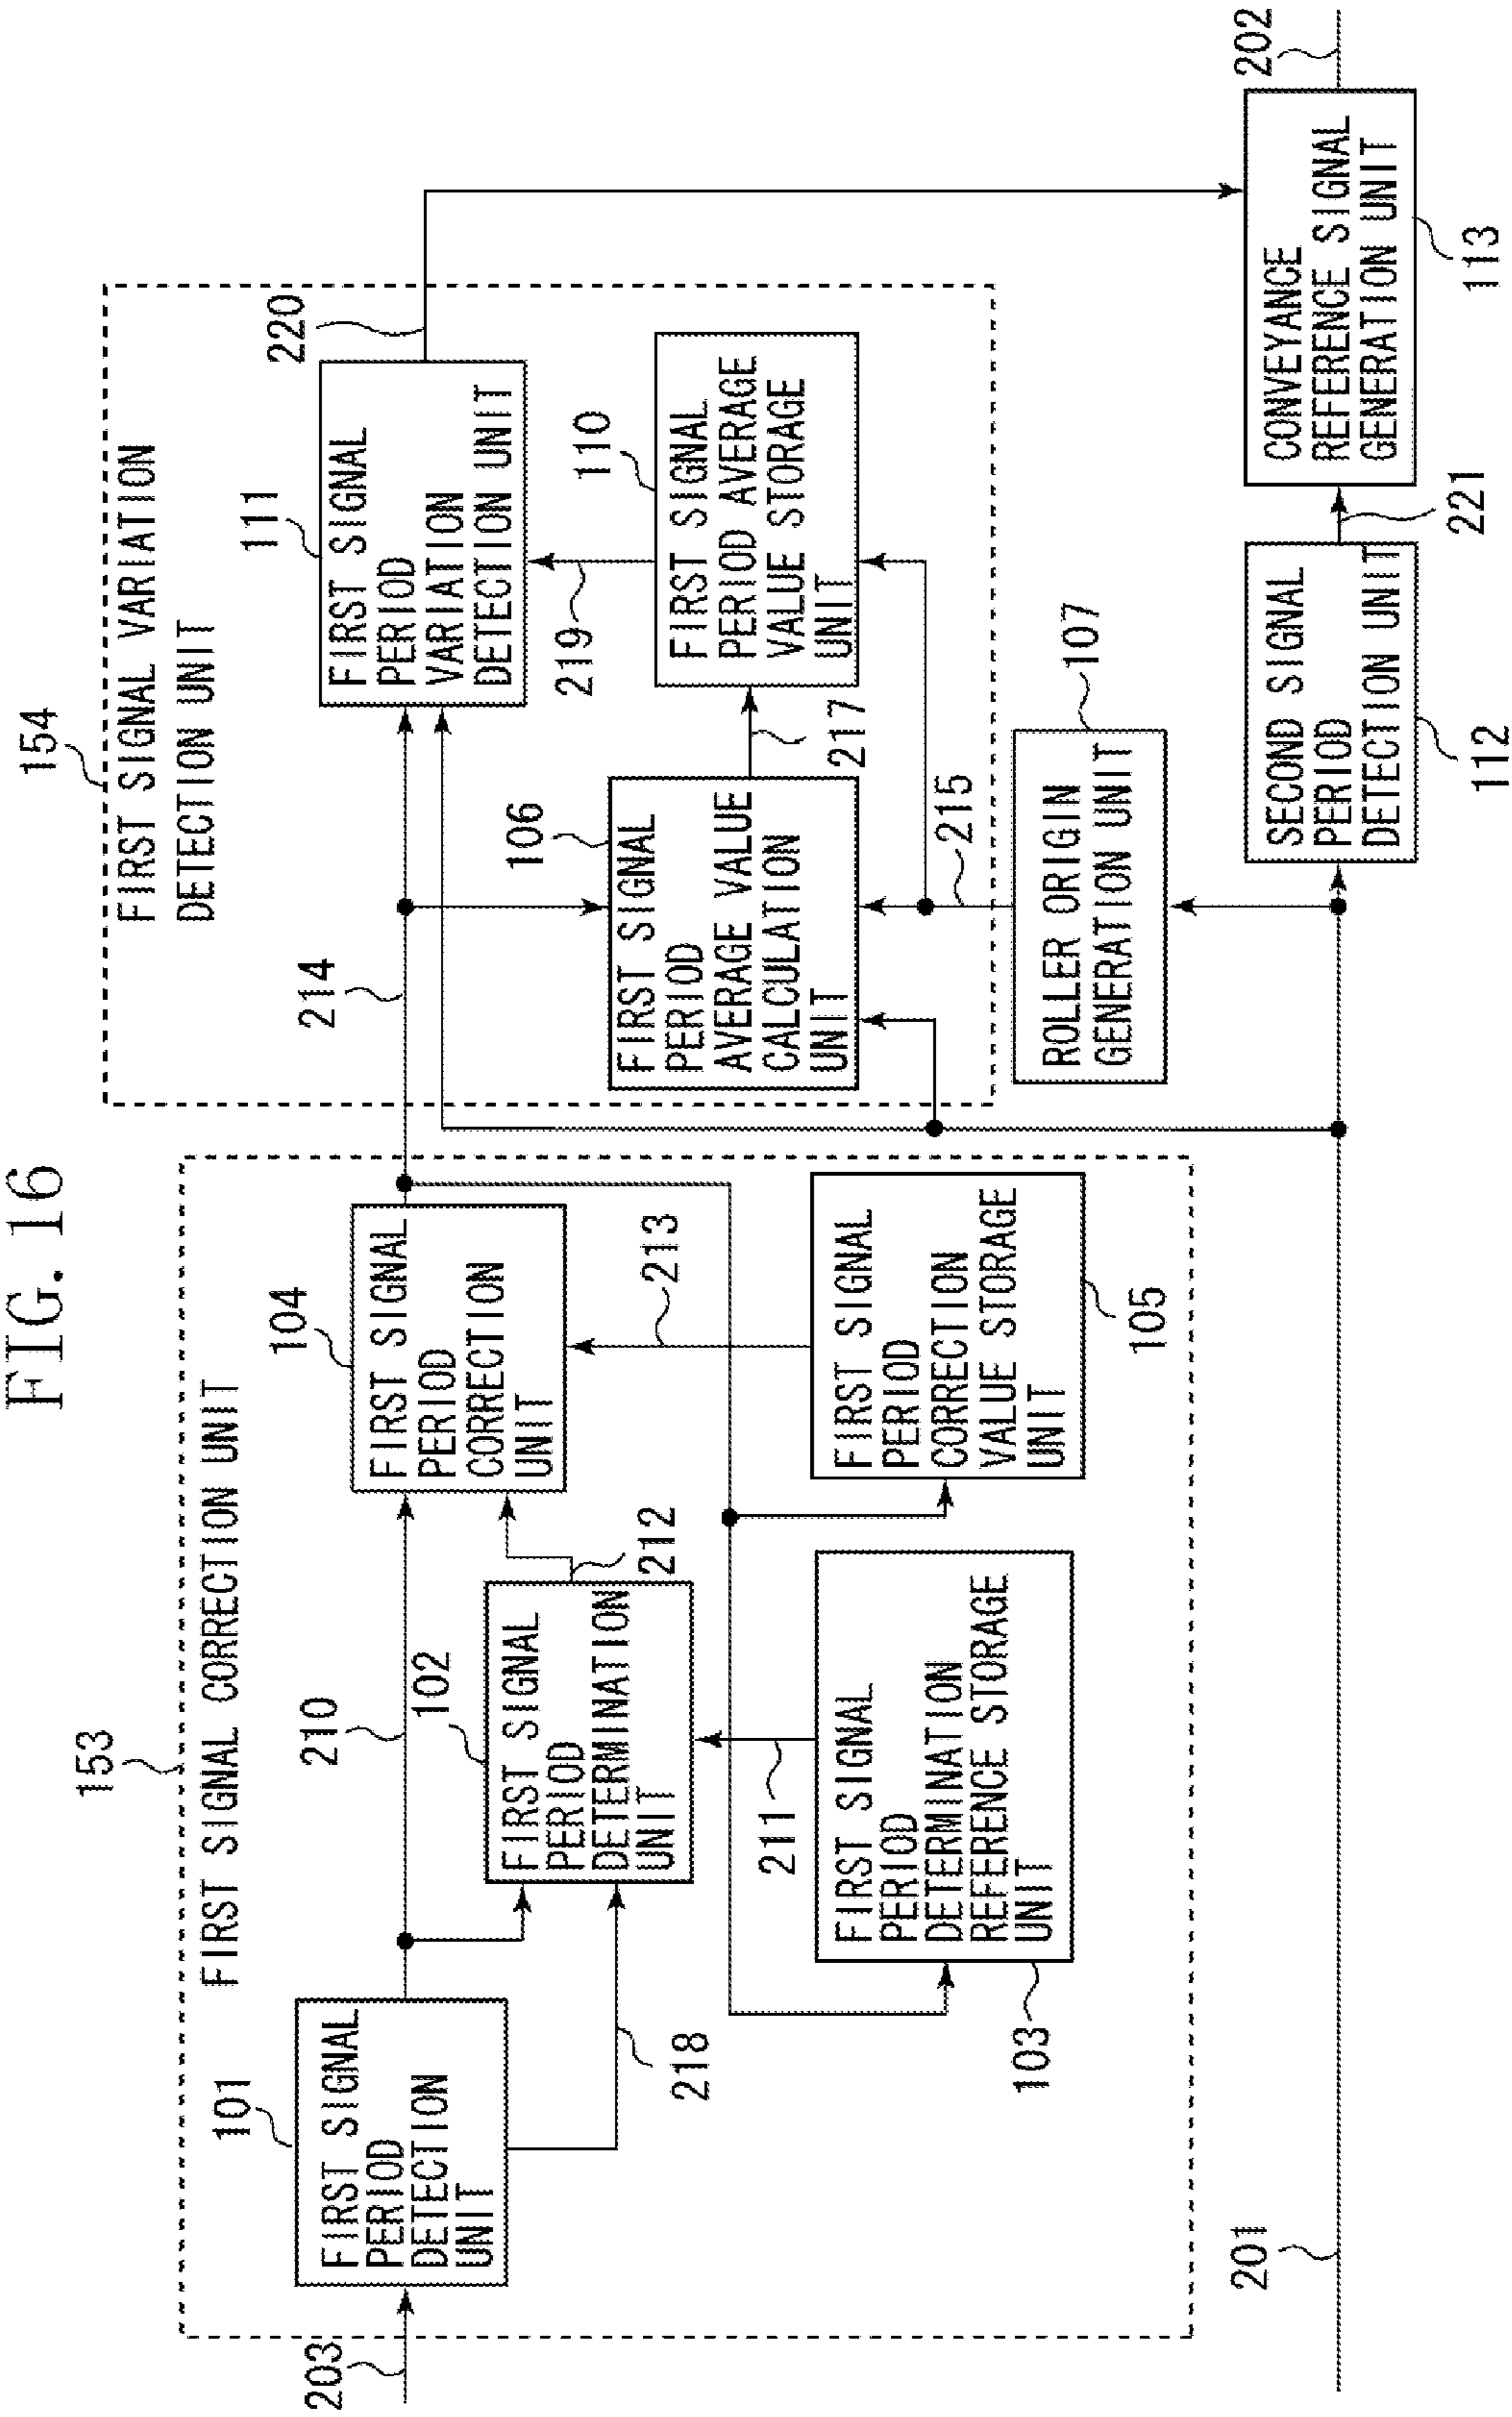 FIG. 16
153
FIRST SIGNAL CORRECTION UNIT
203
101
FIRST SIGNAL
PERIOD
DETECTION
UNIT
210
218
102
FIRST SIGNAL
PERIOD
DETERMINATION
UNIT
212
211
103
FIRST SIGNAL
PERIOD
DETERMINATION
REFERENCE STORAGE
UNIT
104
FIRST SIGNAL
PERIOD
CORRECTION
UNIT
213
105
FIRST SIGNAL
PERIOD
CORRECTION
VALUE STORAGE
UNIT
154
FIRST SIGNAL VARIATION
DETECTION UNIT
214
106
FIRST SIGNAL
PERIOD
AVERAGE VALUE
CALCULATION
UNIT
217
215
111
FIRST SIGNAL
PERIOD
VARIATION
DETECTION UNIT
220
219
110
FIRST SIGNAL
PERIOD AVERAGE
VALUE STORAGE
UNIT
107
ROLLER ORIGIN
GENERATION UNIT
201
112
SECOND SIGNAL
PERIOD
DETECTION UNIT
221
113
CONVEYANCE
REFERENCE SIGNAL
GENERATION UNIT
202